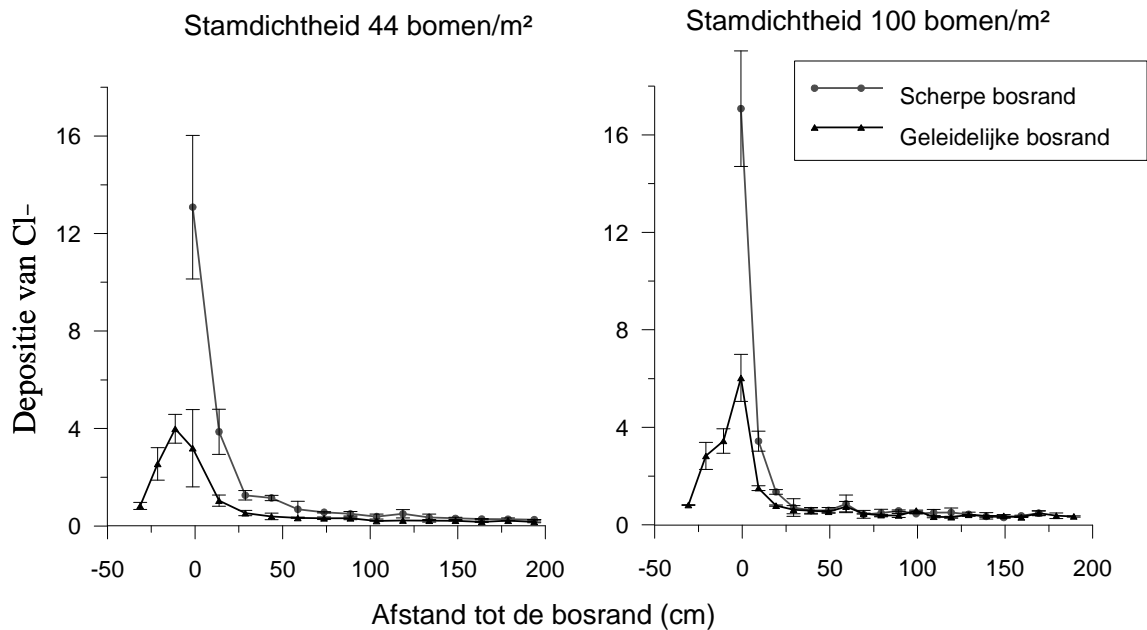 Stamdichtheid 44 bomen/m²
Stamdichtheid 100 bomen/m²
Scherpe bosrand
Geleidelijke bosrand
Depositie van Cl-
16
12
8
4
0
16
12
8
4
0
-50 0 50 100 150 200
-50 0 50 100 150 200
Afstand tot de bosrand (cm)